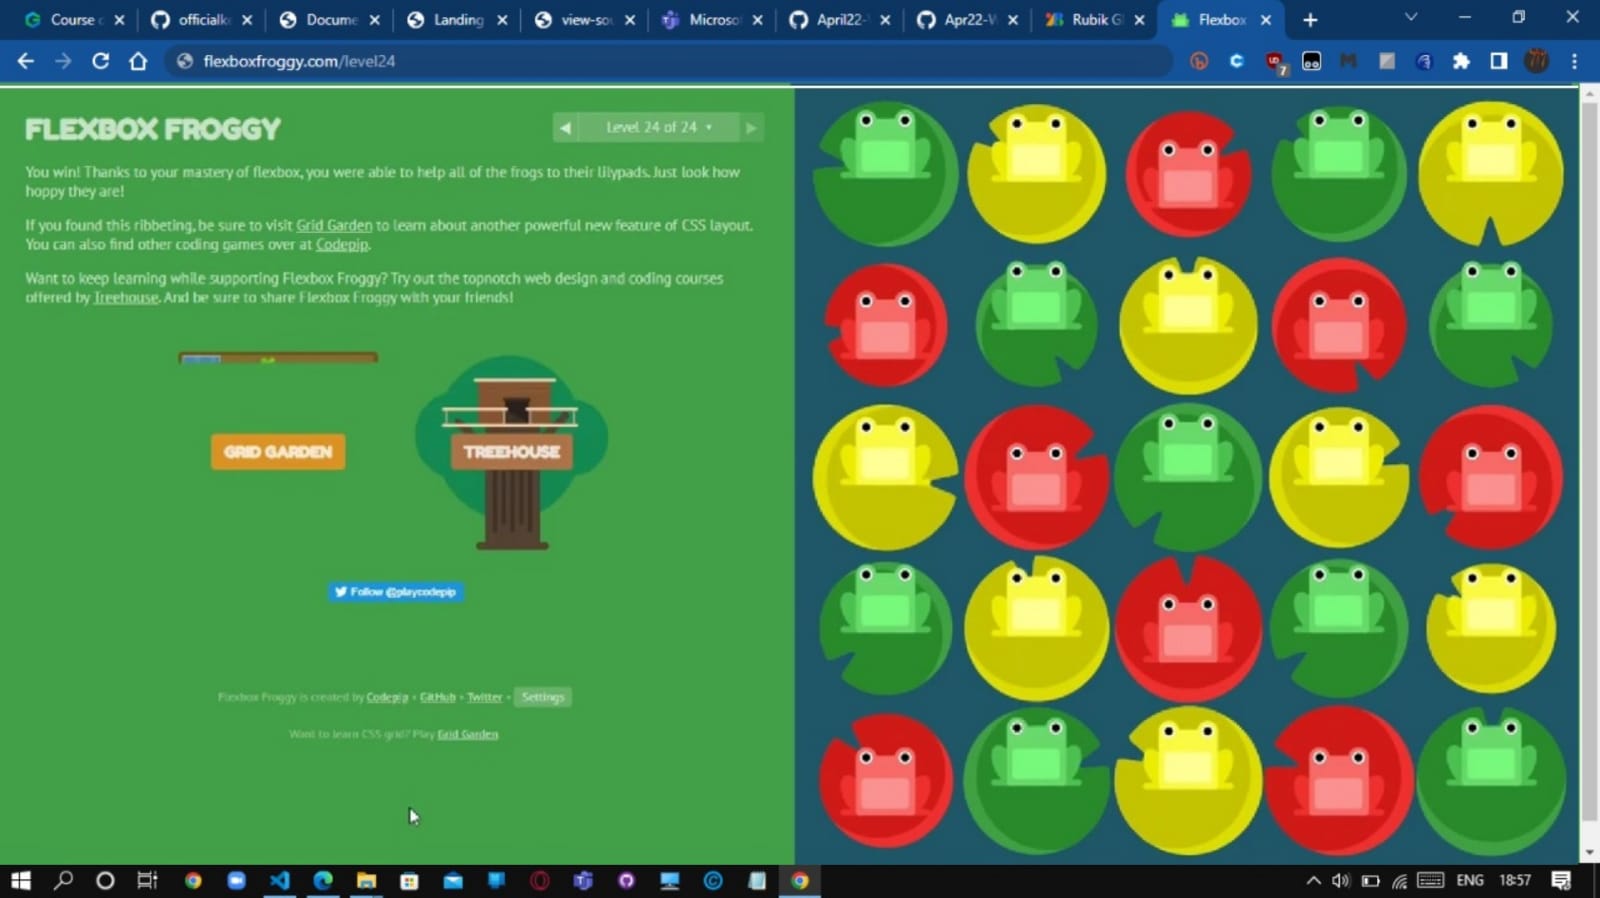 Course
officialk
Docume
Landing
view-sou
Microso
April22-
Apr22-W
Rubik G
Flexbox
flexboxfroggy.com/level24
7
FLEXBOX FROGGY
Level 24 of 24
You win! Thanks to your mastery of flexbox, you were able to help all of the frogs to their lilypads. Just look how
hoppy they are!
If you found this ribbeting, be sure to visit Grid Garden to learn about another powerful new feature of CSS layout.
You can also find other coding games over at Codepip.
Want to keep learning while supporting Flexbox Froggy? Try out the topnotch web design and coding courses
offered by Treehouse. And be sure to share Flexbox Froggy with your friends!
GRID GARDEN
TREEHOUSE
Follow @playcodepip
Flexbox Froggy is created by Codepip • GitHub • Twitter • Settings
Want to learn CSS grid? Play Grid Garden
ENG
18:57